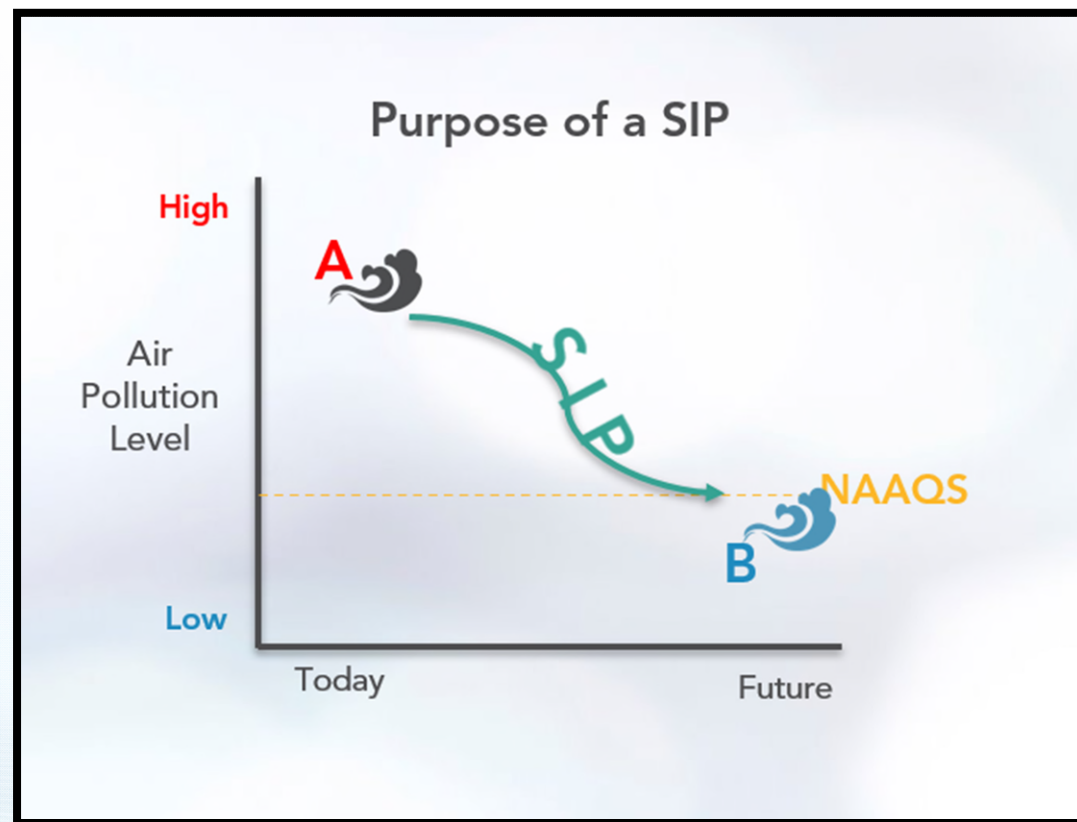 Purpose of a SIP
High
A
Air
Pollution
Level
SIP
NAAQS
B
Low
Today
Future